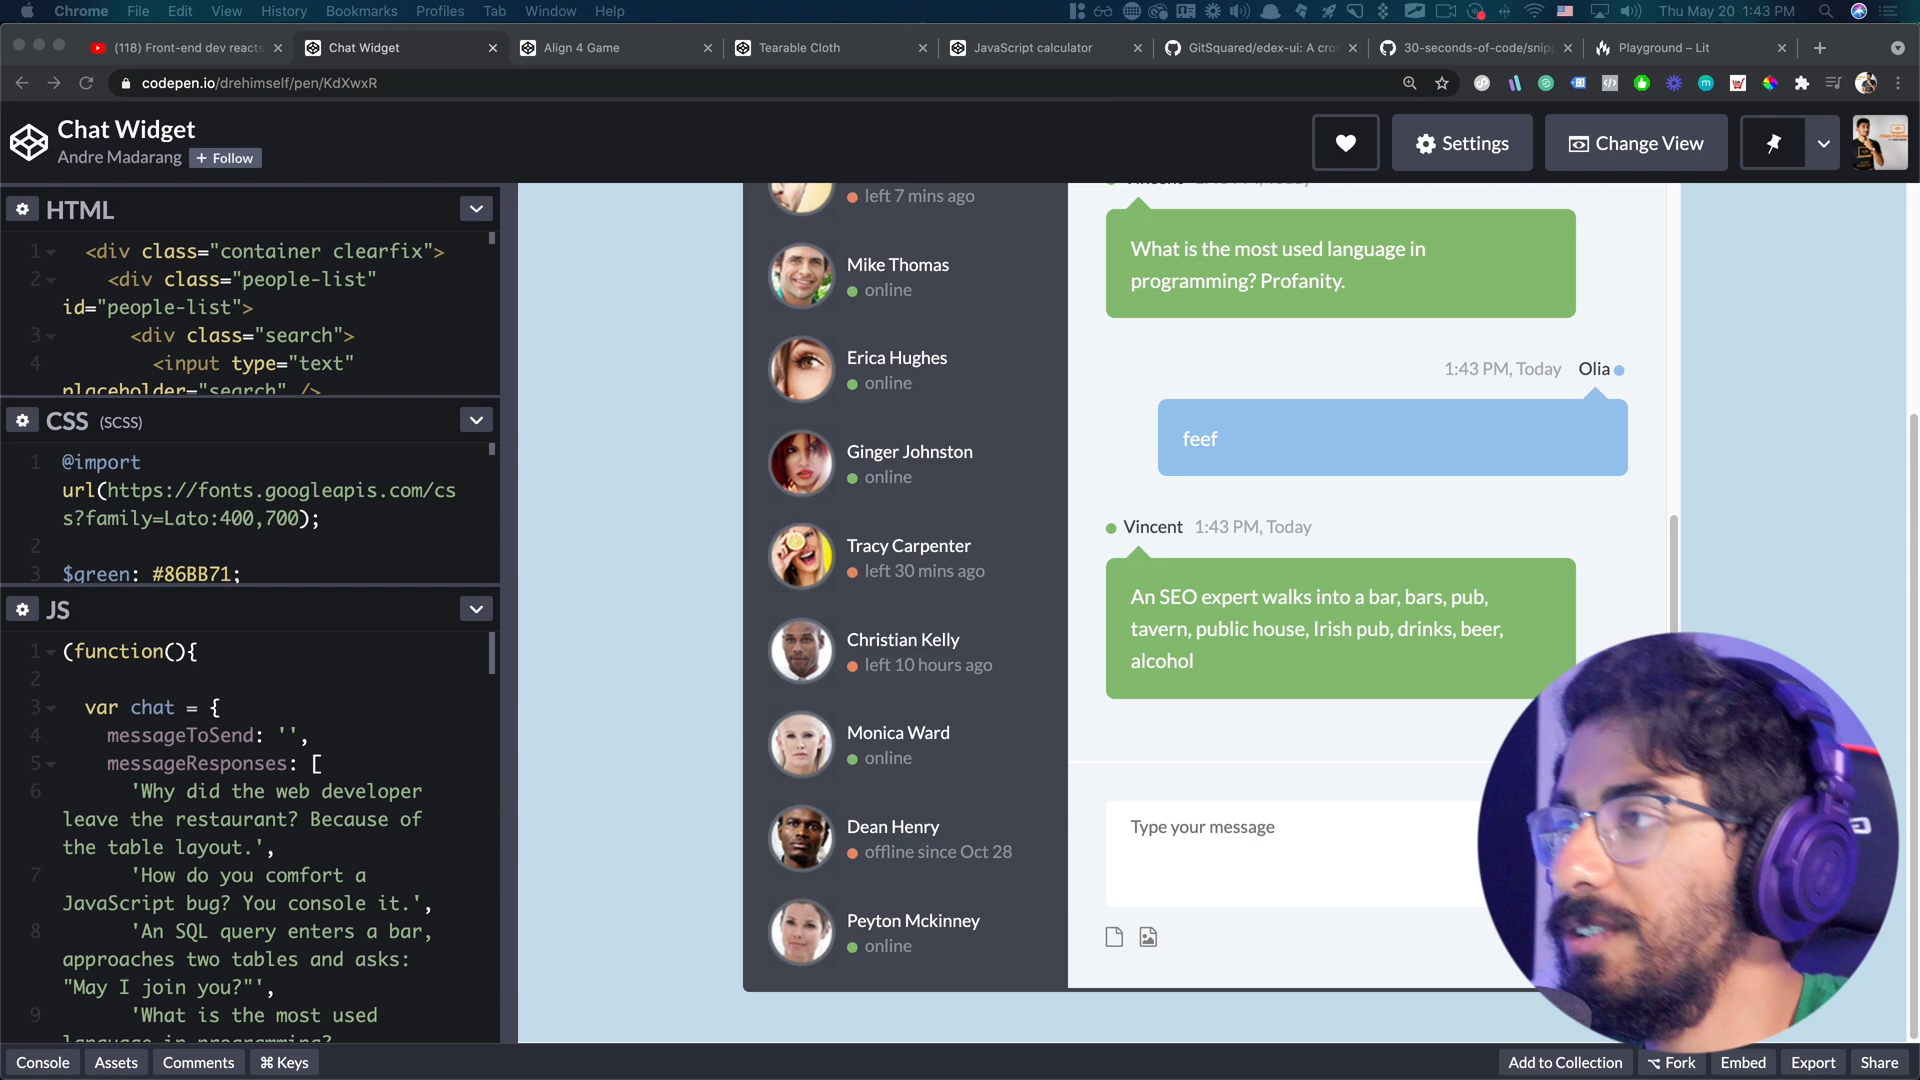 Chrome File Edit View History Bookmarks Profiles Tab Window Help Thu May 20 1:43 PM
(118) Front-end dev reacts
Chat Widget
Align 4 Game
Tearable Cloth
JavaScript calculator
GitSquared/edex-ui: A cros
30-seconds-of-code/snipp
Playground – Lit
codepen.io/drehimself/pen/KdXwxR
Chat Widget
Andre Madarang + Follow
Settings
Change View
HTML
1 <div class="container clearfix">
2 <div class="people-list"
id="people-list">
3 <div class="search">
4 <input type="text"
placeholder="search" />
CSS (SCSS)
1 @import
url(https://fonts.googleapis.com/cs
s?family=Lato:400,700);
2
3 $green: #86BB71;
JS
1 (function(){
2
3 var chat = {
4 messageToSend: '',
5 messageResponses: [
6 'Why did the web developer
leave the restaurant? Because of
the table layout.',
7 'How do you comfort a
JavaScript bug? You console it.',
8 'An SQL query enters a bar,
approaches two tables and asks:
"May I join you?"',
9 'What is the most used
language in programming?
left 7 mins ago
Mike Thomas
online
Erica Hughes
online
Ginger Johnston
online
Tracy Carpenter
left 30 mins ago
Christian Kelly
left 10 hours ago
Monica Ward
online
Dean Henry
offline since Oct 28
Peyton Mckinney
online
What is the most used language in
programming? Profanity.
1:43 PM, Today Olia
feef
Vincent 1:43 PM, Today
An SEO expert walks into a bar, bars, pub,
tavern, public house, Irish pub, drinks, beer,
alcohol
Type your message
Console Assets Comments ⌘ Keys
Add to Collection Fork Embed Export Share